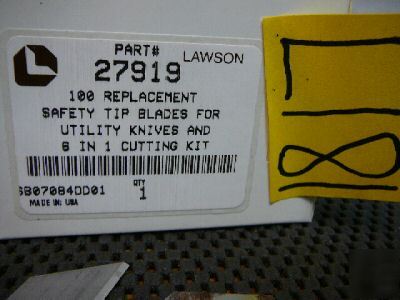 PART#
27919
LAWSON
100 REPLACEMENT
SAFETY TIP BLADES FOR
UTILITY KNIVES AND
6 IN 1 CUTTING KIT
SB07084DD01
QTY
1
MADE IN: USA